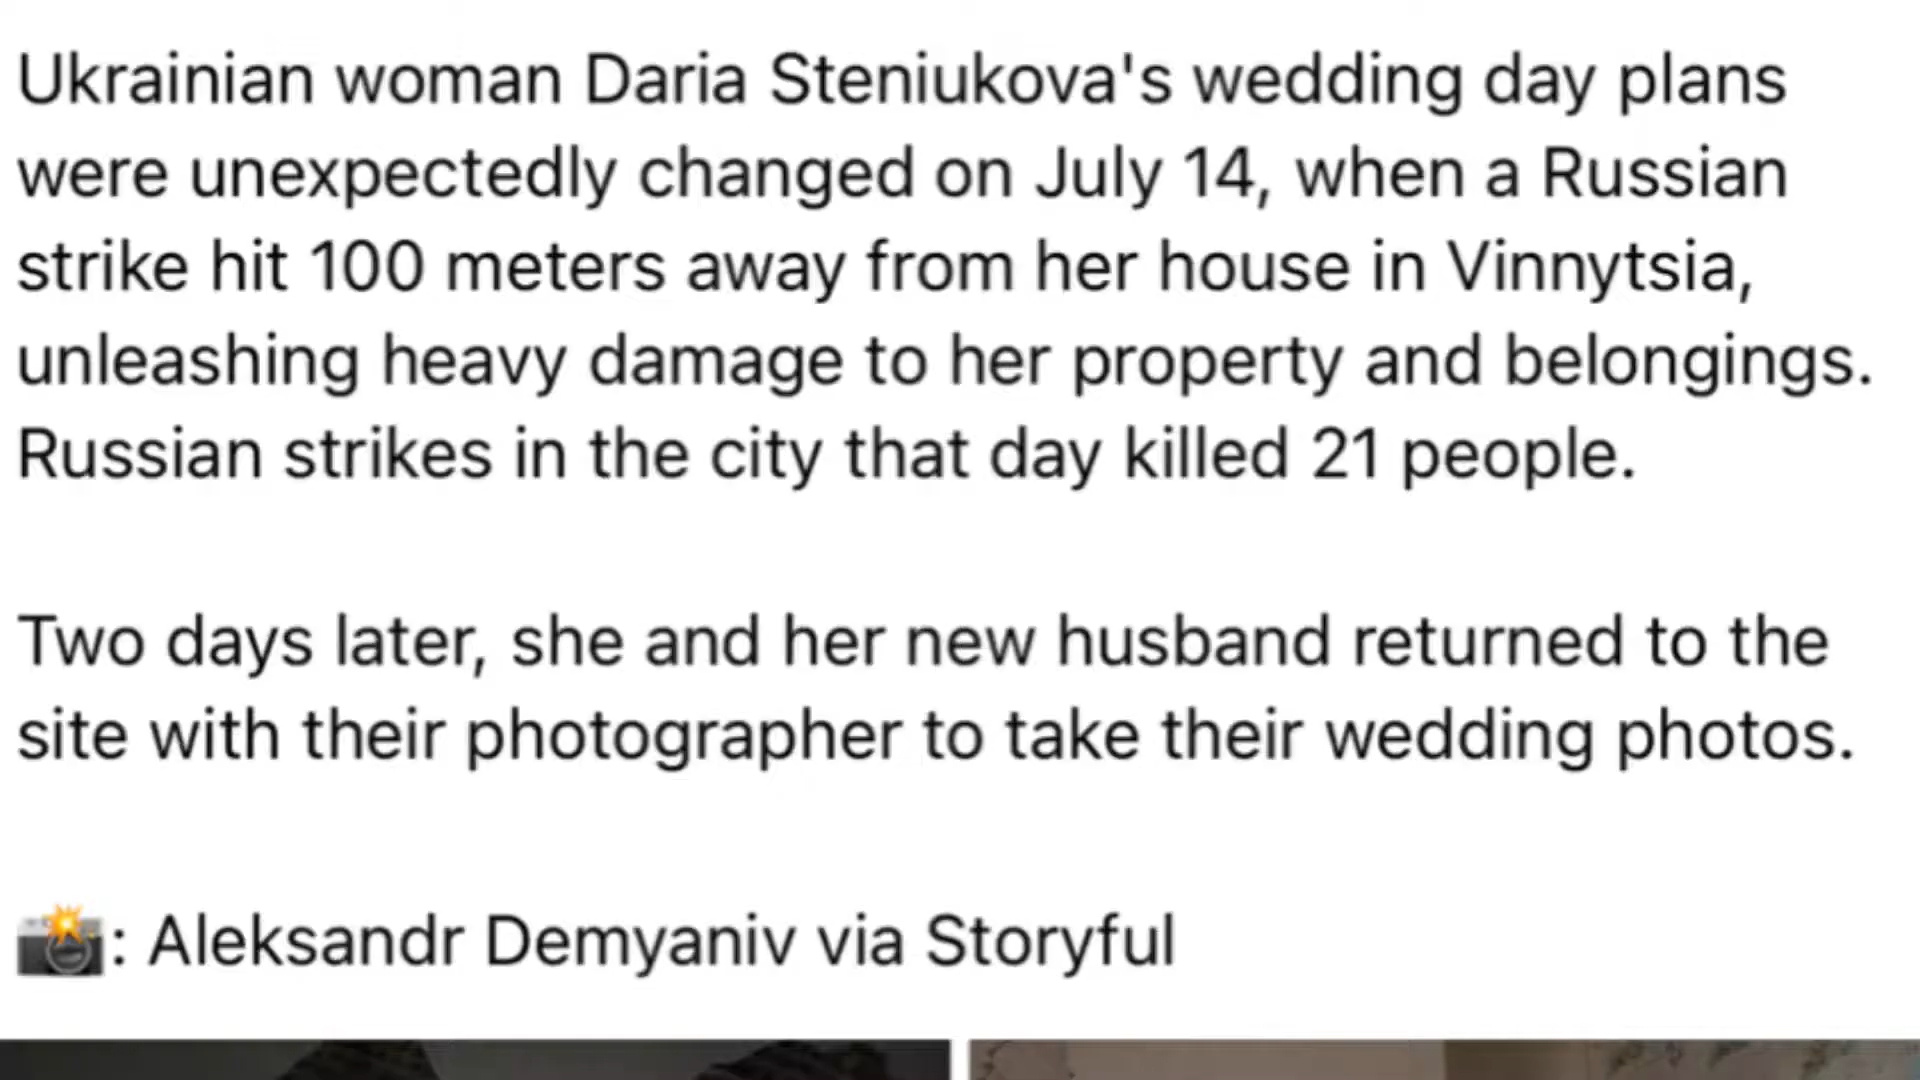 Ukrainian woman Daria Steniukova's wedding day plans
were unexpectedly changed on July 14, when a Russian
strike hit 100 meters away from her house in Vinnytsia,
unleashing heavy damage to her property and belongings.
Russian strikes in the city that day killed 21 people.
Two days later, she and her new husband returned to the
site with their photographer to take their wedding photos.
📸: Aleksandr Demyaniv via Storyful